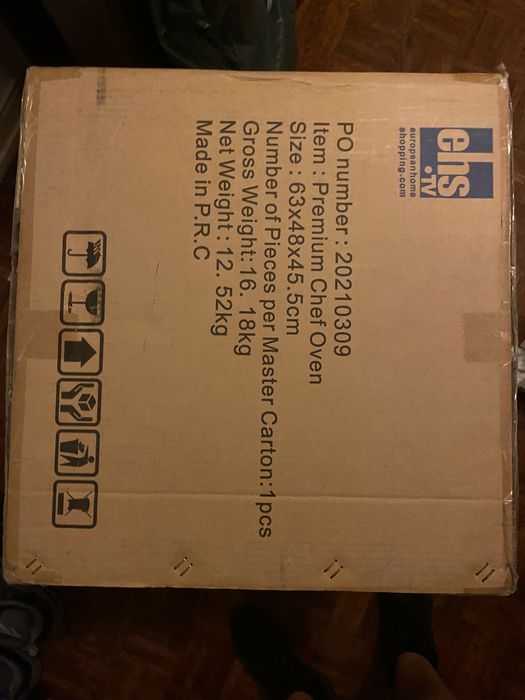 ehs
.TV
europeanhome
shopping.com
PO number: 20210309
Item : Premium Chef Oven
Size : 63x48x45.5cm
Number of Pieces per Master Carton:1pcs
Gross Weight:16. 18kg
Net Weight: 12. 52kg
Made in P.R.C